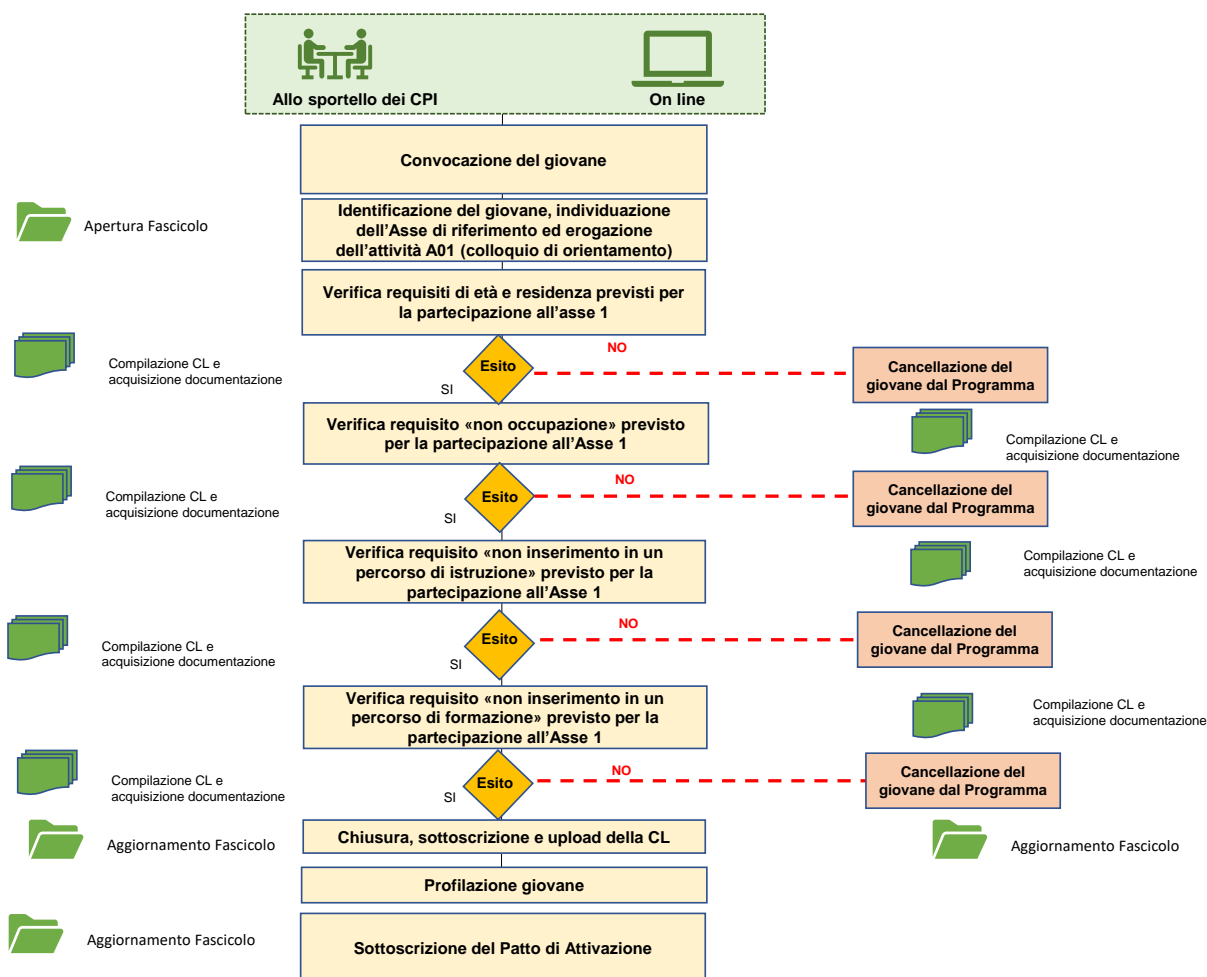 Allo sportello dei CPI
On line
Convocazione del giovane
Apertura Fascicolo
Identificazione del giovane, individuazione
dell'Asse di riferimento ed erogazione
dell'attività A01 (colloquio di orientamento)
Verifica requisiti di età e residenza previsti per
la partecipazione all'asse 1
Compilazione CL e
acquisizione documentazione
Esito
NO
SI
Cancellazione del
giovane dal Programma
Verifica requisito «non occupazione» previsto
per la partecipazione all'Asse 1
Compilazione CL e
acquisizione documentazione
Compilazione CL e
acquisizione documentazione
Esito
NO
SI
Cancellazione del
giovane dal Programma
Verifica requisito «non inserimento in un
percorso di istruzione» previsto per la
partecipazione all'Asse 1
Compilazione CL e
acquisizione documentazione
Compilazione CL e
acquisizione documentazione
Esito
NO
SI
Cancellazione del
giovane dal Programma
Verifica requisito «non inserimento in un
percorso di formazione» previsto per la
partecipazione all'Asse 1
Compilazione CL e
acquisizione documentazione
Compilazione CL e
acquisizione documentazione
Esito
NO
SI
Cancellazione del
giovane dal Programma
Aggiornamento Fascicolo
Chiusura, sottoscrizione e upload della CL
Aggiornamento Fascicolo
Profilazione giovane
Aggiornamento Fascicolo
Sottoscrizione del Patto di Attivazione